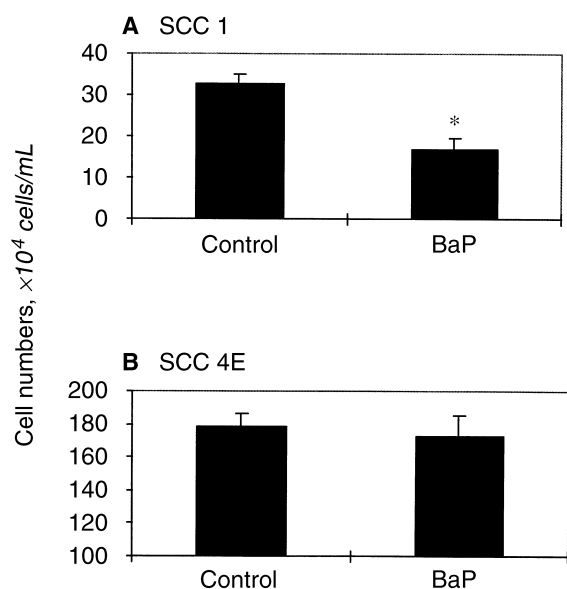 A SCC 1
Cell numbers, ×10⁴ cells/mL
40
30
20
10
0
*
Control BaP
B SCC 4E
200
180
160
140
120
100
Control BaP